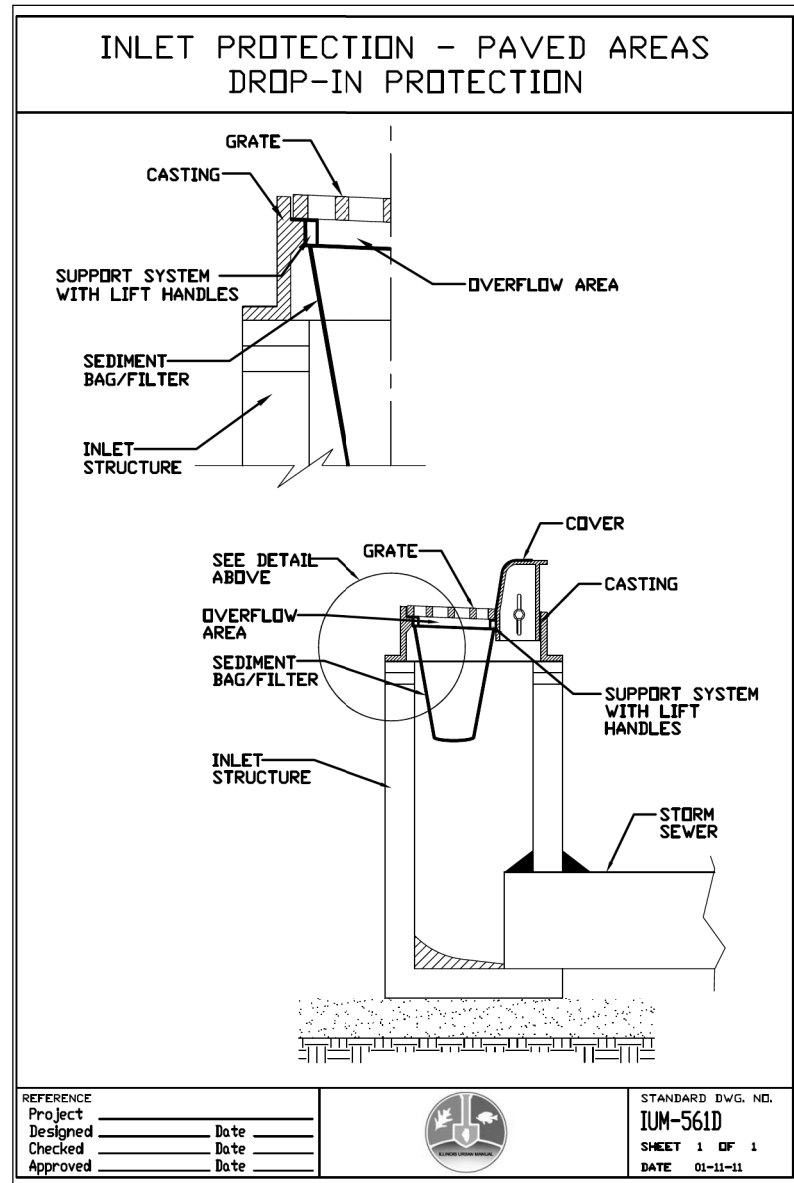 INLET PROTECTION - PAVED AREAS
DROP-IN PROTECTION
GRATE
CASTING
SUPPORT SYSTEM
WITH LIFT HANDLES
OVERFLOW AREA
SEDIMENT
BAG/FILTER
INLET
STRUCTURE
COVER
SEE DETAIL
ABOVE
GRATE
CASTING
OVERFLOW
AREA
SEDIMENT
BAG/FILTER
SUPPORT SYSTEM
WITH LIFT
HANDLES
INLET
STRUCTURE
STORM
SEWER
REFERENCE
Project
Designed Date
Checked Date
Approved Date
ILLINOIS URBAN MANUAL
STANDARD DWG. NO.
IUM-561D
SHEET 1 OF 1
DATE 01-11-11